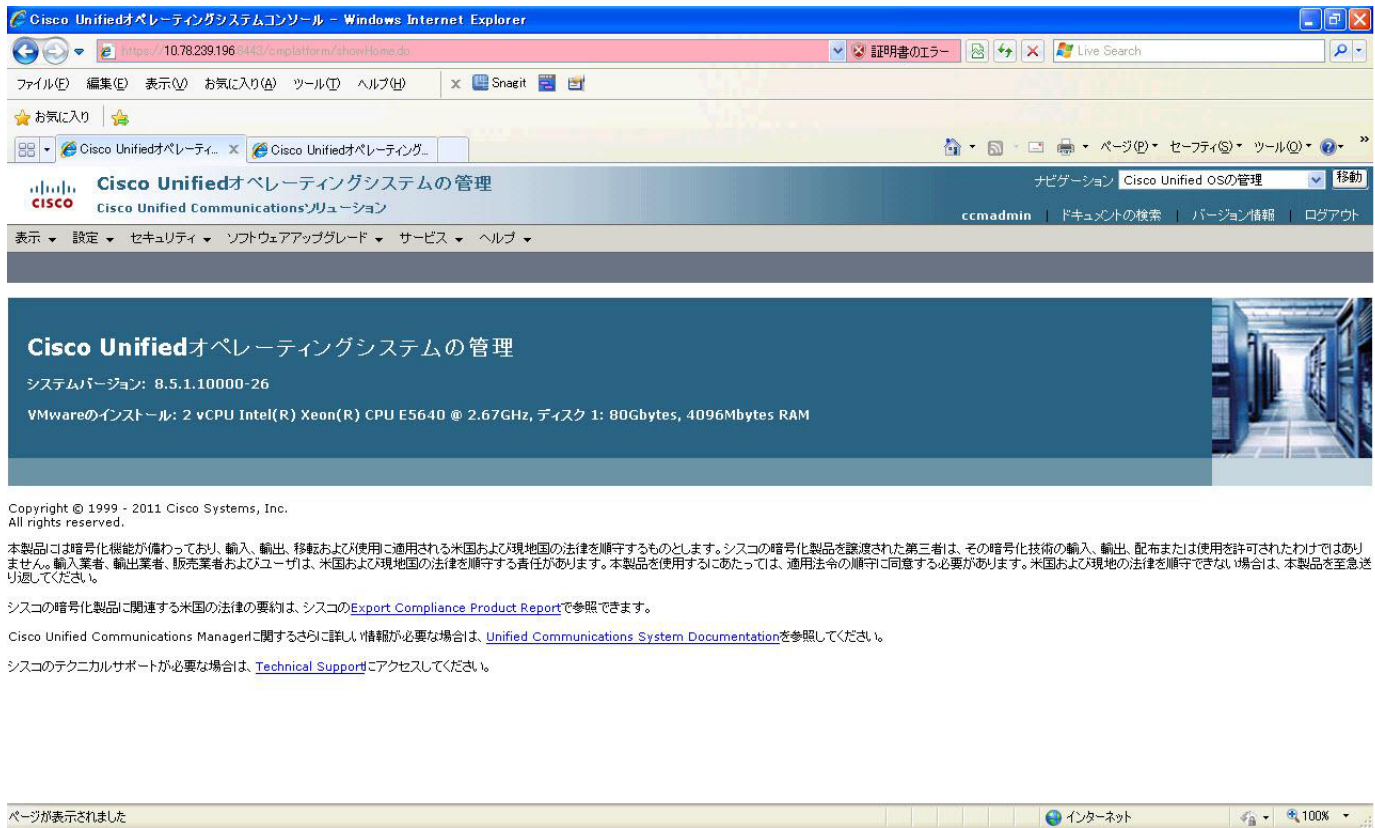 Cisco Unifiedオペレーティングシステムコンソール - Windows Internet Explorer
https://10.78.239.196:8443/cmplatform/showHome.do 証明書のエラー Live Search
ファイル(F) 編集(E) 表示(V) お気に入り(A) ツール(T) ヘルプ(H) x Snagit
お気に入り
Cisco Unifiedオペレーティ... x Cisco Unifiedオペレーティング... ページ(P) セーフティ(S) ツール(O) »
CISCO Cisco Unifiedオペレーティングシステムの管理 ナビゲーション Cisco Unified OSの管理 移動
Cisco Unified Communicationsソリューション ccmadmin | ドキュメントの検索 | バージョン情報 | ログアウト
表示 設定 セキュリティ ソフトウェアアップグレード サービス ヘルプ
Cisco Unifiedオペレーティングシステムの管理
システムバージョン: 8.5.1.10000-26
VMwareのインストール: 2 vCPU Intel(R) Xeon(R) CPU E5640 @ 2.67GHz, ディスク 1: 80Gbytes, 4096Mbytes RAM
Copyright © 1999 - 2011 Cisco Systems, Inc.
All rights reserved.
本製品には暗号化機能が備わっており、輸入、輸出、移転および使用に適用される米国および現地国の法律を順守するものとします。シスコの暗号化製品を譲渡された第三者は、その暗号化技術の輸入、輸出、配布または使用を許可されたわけではあり
ません。輸入業者、輸出業者、販売業者およびユーザは、米国および現地国の法律を順守する責任があります。本製品を使用するにあたっては、適用法令の順守に同意する必要があります。米国および現地の法律を順守できない場合は、本製品を至急送
り返してください。
シスコの暗号化製品に関連する米国の法律の要約は、シスコのExport Compliance Product Reportで参照できます。
Cisco Unified Communications Managerに関するさらに詳しい情報が必要な場合は、Unified Communications System Documentationを参照してください。
シスコのテクニカルサポートが必要な場合は、Technical Supportにアクセスしてください。
ページが表示されました インターネット 100%